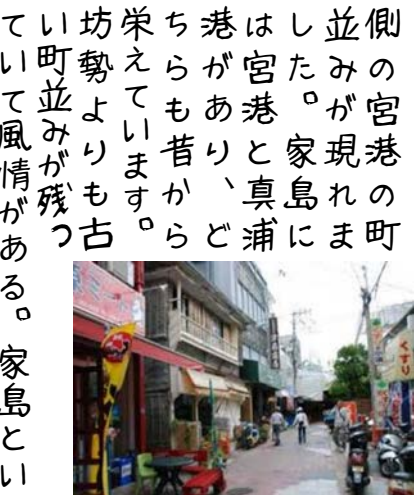 側の宮港の町
並みが現れま
した。家島に
は宮港と真浦
港があり、ど
ちらも昔から
栄えています。
坊勢よりも古
い町並みが残っ
ていて風情がある。家島とい
くすり